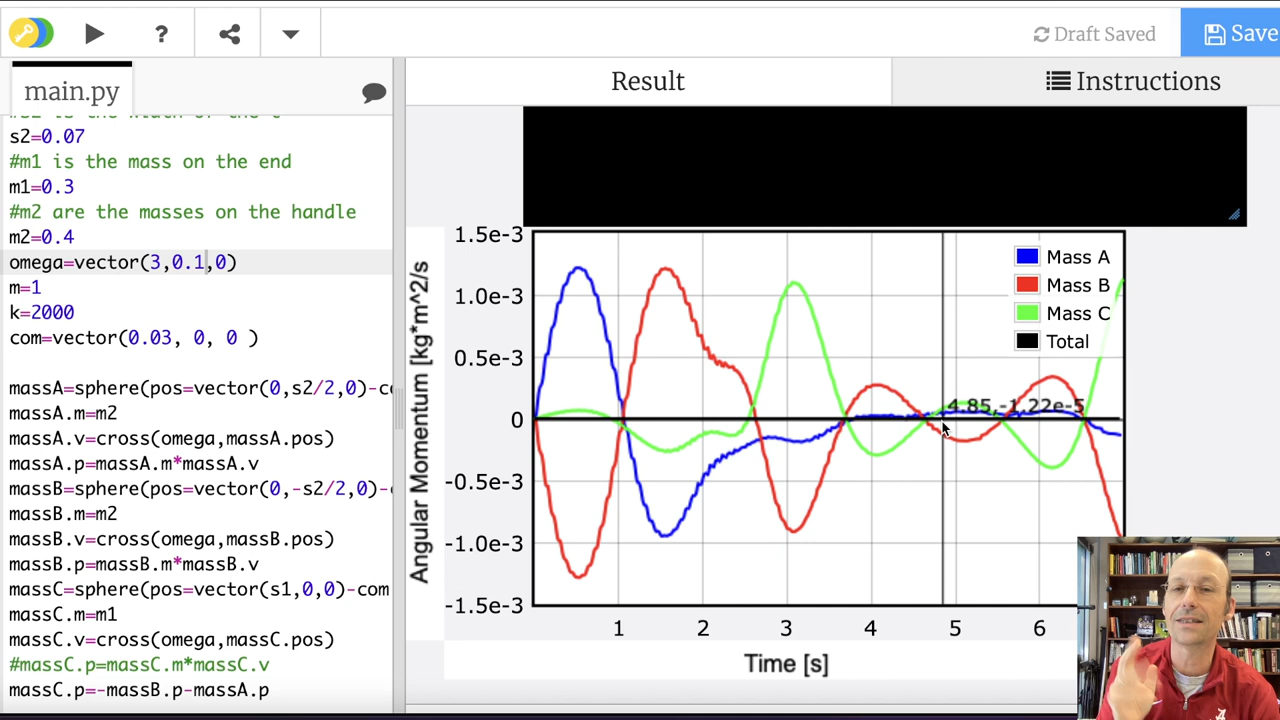 ?
Draft Saved
Save
main.py
Result
Instructions
s2=0.07
#m1 is the mass on the end
m1=0.3
#m2 are the masses on the handle
m2=0.4
omega=vector(3,0.1,0)
m=1
k=2000
com=vector(0.03, 0, 0 )
massA=sphere(pos=vector(0,s2/2,0)-co
massA.m=m2
massA.v=cross(omega,massA.pos)
massA.p=massA.m*massA.v
massB=sphere(pos=vector(0,-s2/2,0)-c
massB.m=m2
massB.v=cross(omega,massB.pos)
massB.p=massB.m*massB.v
massC=sphere(pos=vector(s1,0,0)-com
massC.m=m1
massC.v=cross(omega,massC.pos)
#massC.p=massC.m*massC.v
massC.p=-massB.p-massA.p
Angular Momentum [kg*m^2/s
1.5e-3
1.0e-3
0.5e-3
0
-0.5e-3
-1.0e-3
-1.5e-3
Mass A
Mass B
Mass C
Total
4.85,-1.22e-5
1 2 3 4 5 6
Time [s]
A